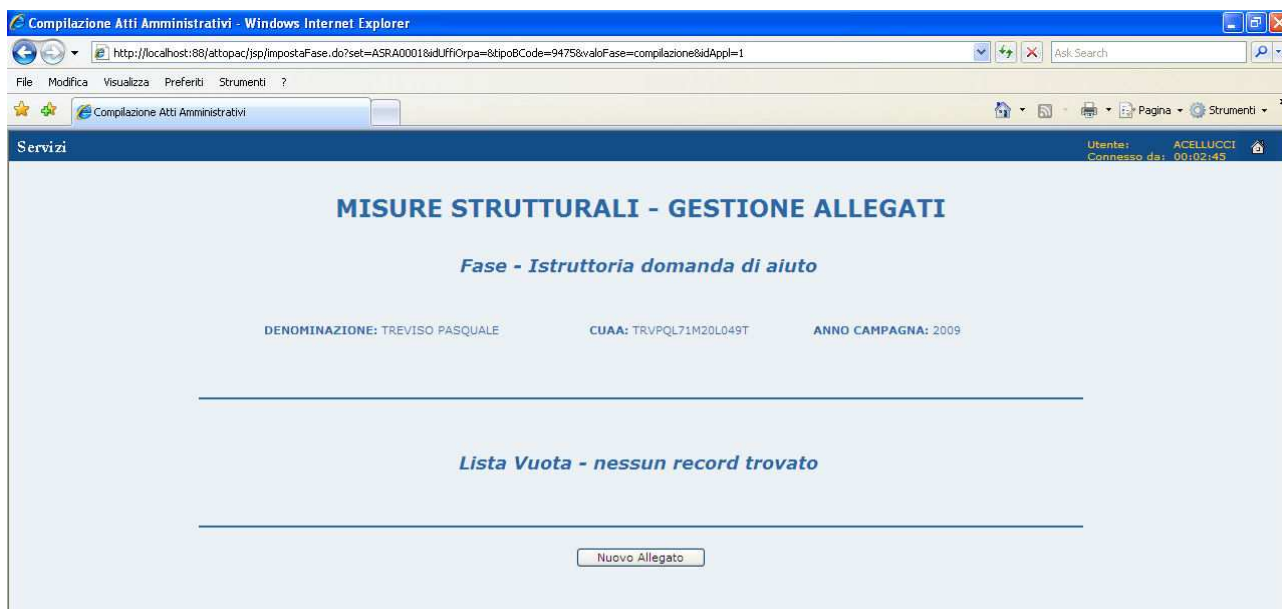 Compilazione Atti Amministrativi - Windows Internet Explorer
http://localhost:88/attopac/jsp/impostaFase.do?set=ASRA0001&idUffiOrpa=&tipoBCode=9475&valoFase=compilazione&idAppl=1
Ask Search
File Modifica Visualizza Preferiti Strumenti ?
Compilazione Atti Amministrativi
Pagina Strumenti
Servizi
Utente: ACELLUCCI
Connesso da: 00:02:45
MISURE STRUTTURALI - GESTIONE ALLEGATI
Fase - Istruttoria domanda di aiuto
DENOMINAZIONE: TREVISO PASQUALE CUAA: TRVPQL71M20L049T ANNO CAMPAGNA: 2009
Lista Vuota - nessun record trovato
Nuovo Allegato